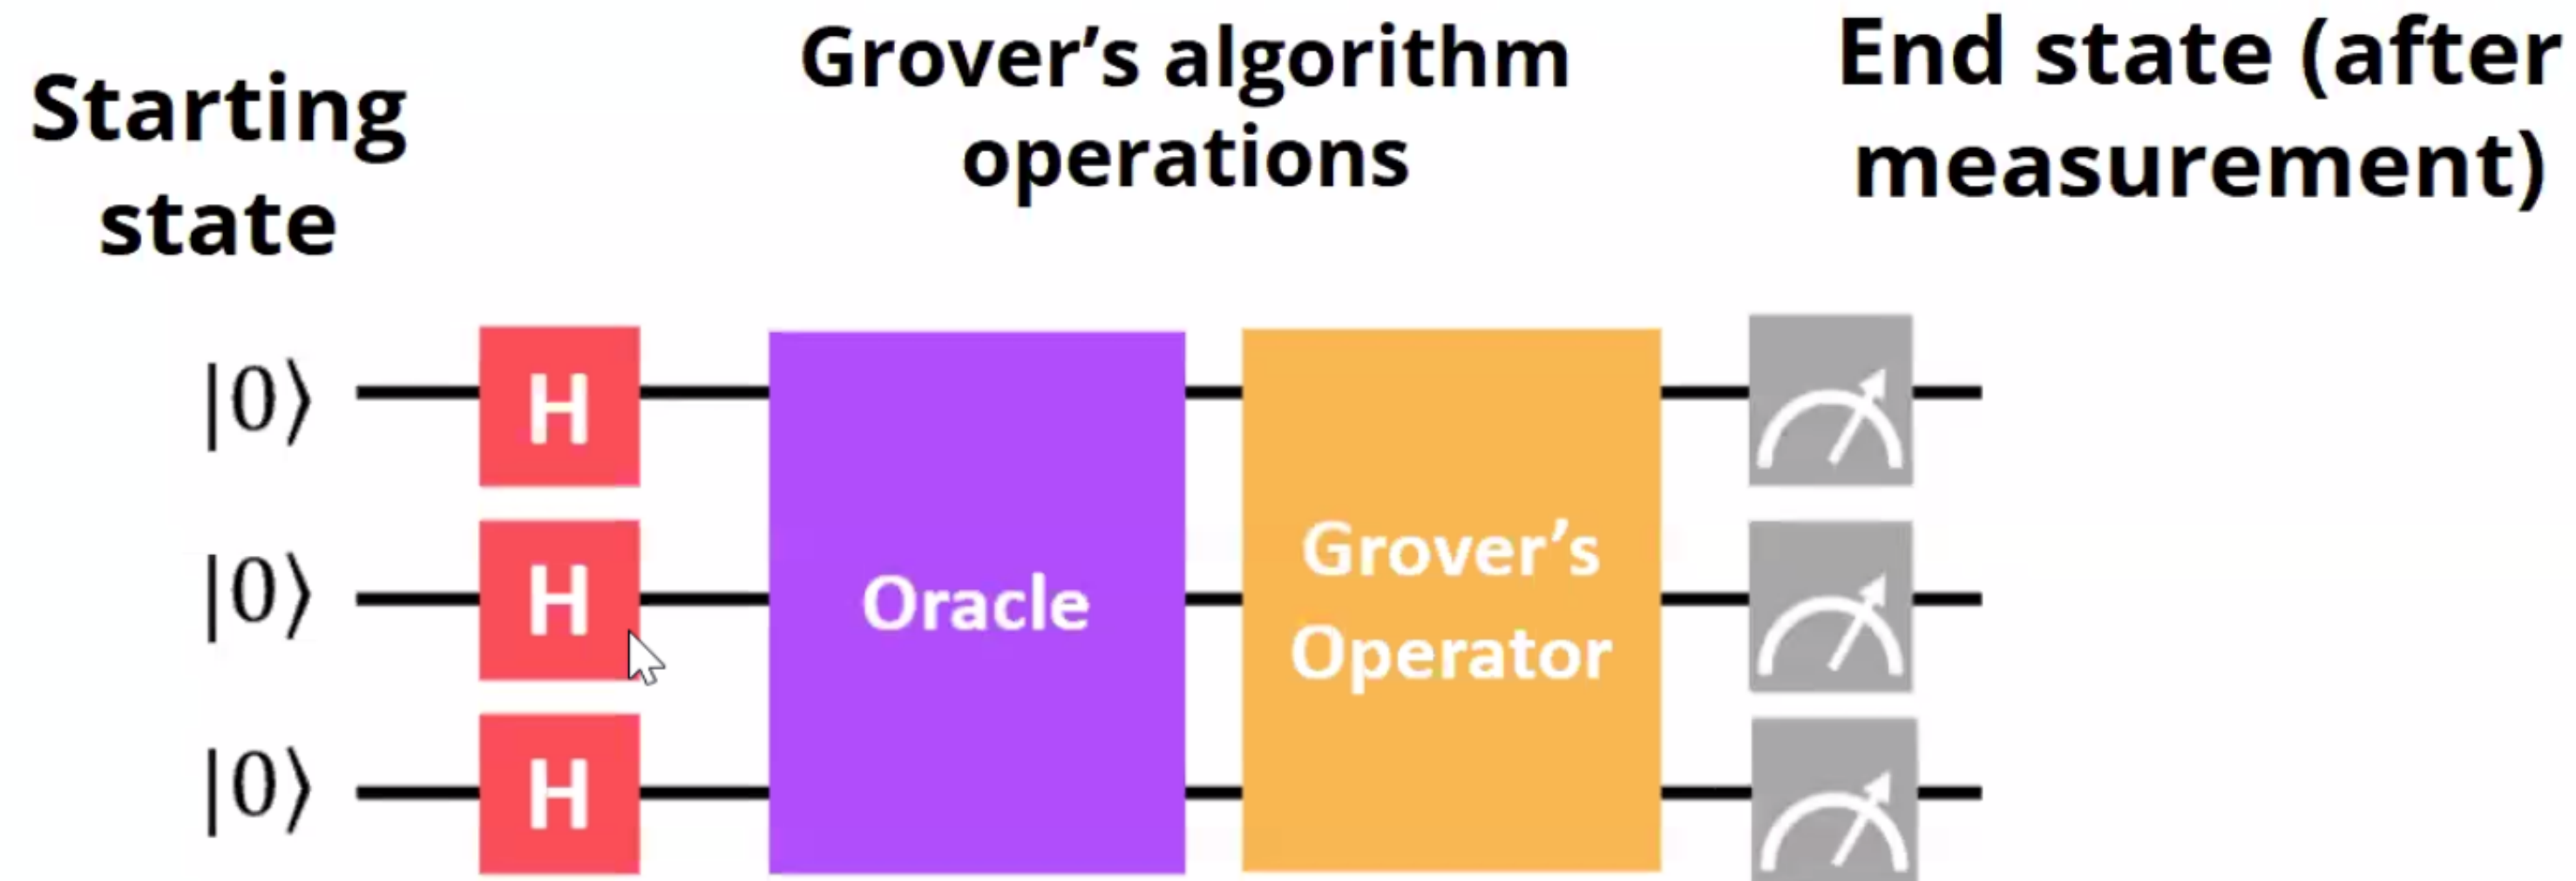 Starting
state
Grover’s algorithm
operations
End state (after
measurement)
|0⟩
H
|0⟩
H
|0⟩
H
Oracle
Grover’s
Operator